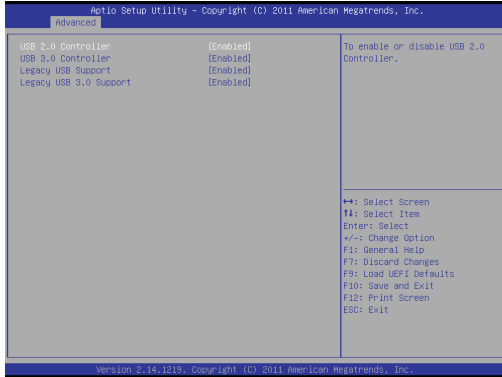 Aptio Setup Utility – Copyright (C) 2011 American Megatrends, Inc.
Advanced
USB 2.0 Controller [Enabled]
USB 3.0 Controller [Enabled]
Legacy USB Support [Enabled]
Legacy USB 3.0 Support [Enabled]
To enable or disable USB 2.0
Controller.
↔: Select Screen
↑↓: Select Item
Enter: Select
+/-: Change Option
F1: General Help
F7: Discard Changes
F9: Load UEFI Defaults
F10: Save and Exit
F12: Print Screen
ESC: Exit
Version 2.14.1219. Copyright (C) 2011 American Megatrends, Inc.